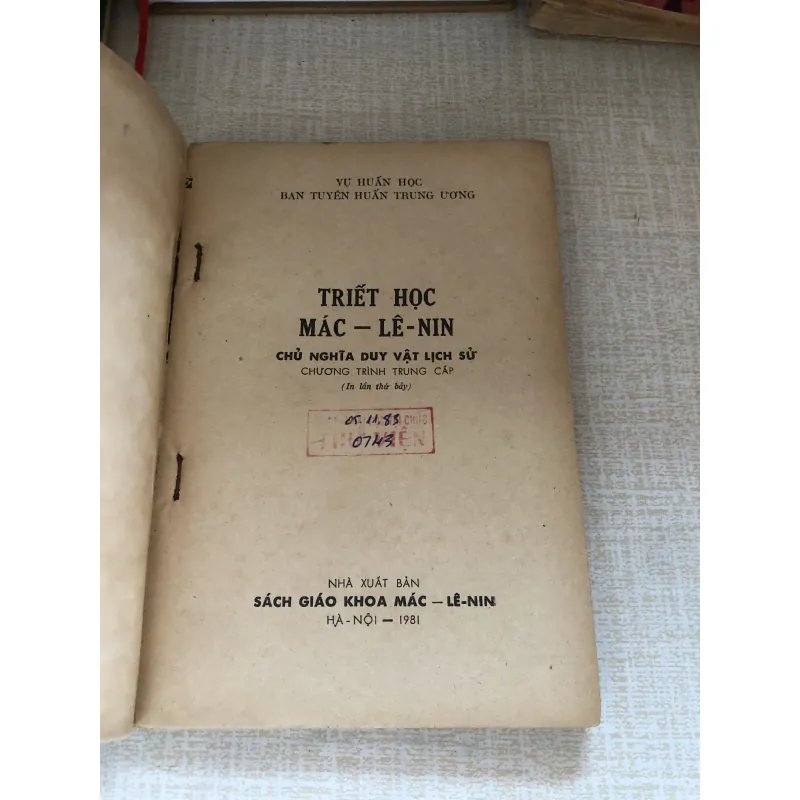 VỤ HUẤN HỌC
BAN TUYÊN HUẤN TRUNG ƯƠNG
TRIẾT HỌC
MÁC — LÊ-NIN
CHỦ NGHĨA DUY VẬT LỊCH SỬ
CHƯƠNG TRÌNH TRUNG CẤP
(In lần thứ bảy)
05.11.83
THƯ VIỆN
0743
NHÀ XUẤT BẢN
SÁCH GIÁO KHOA MÁC — LÊ-NIN
HÀ-NỘI — 1981